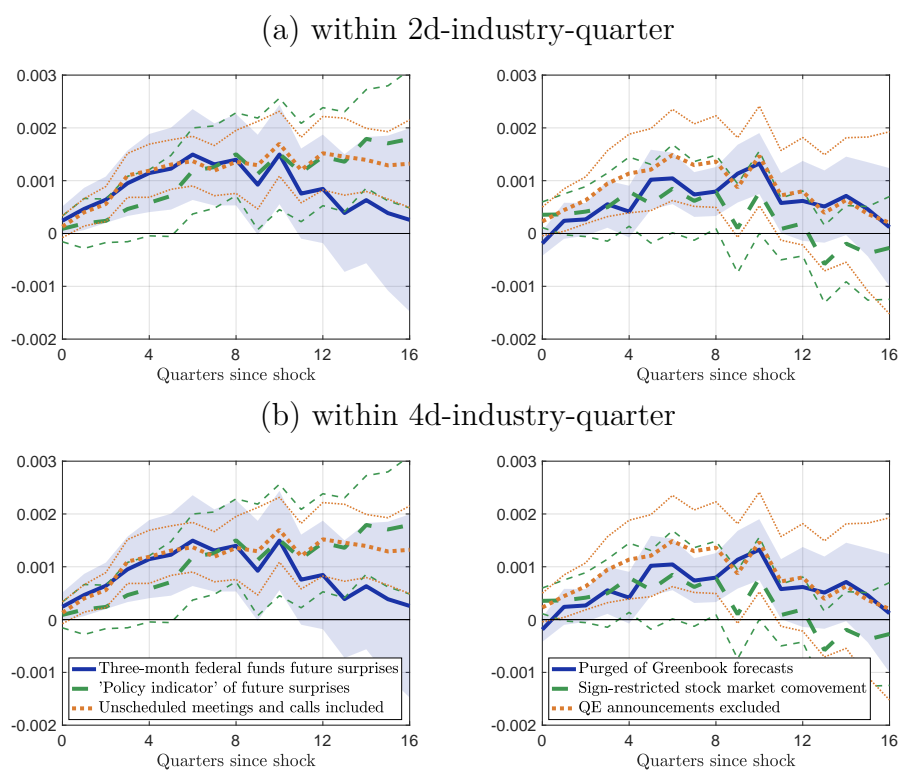 (a) within 2d-industry-quarter
0.003
0.002
0.001
0
-0.001
-0.002
0 4 8 12 16
Quarters since shock
0.003
0.002
0.001
0
-0.001
-0.002
0 4 8 12 16
Quarters since shock
(b) within 4d-industry-quarter
0.003
0.002
0.001
0
-0.001
-0.002
Three-month federal funds future surprises
'Policy indicator' of future surprises
Unscheduled meetings and calls included
0 4 8 12 16
Quarters since shock
0.003
0.002
0.001
0
-0.001
-0.002
Purged of Greenbook forecasts
Sign-restricted stock market comovement
QE announcements excluded
0 4 8 12 16
Quarters since shock